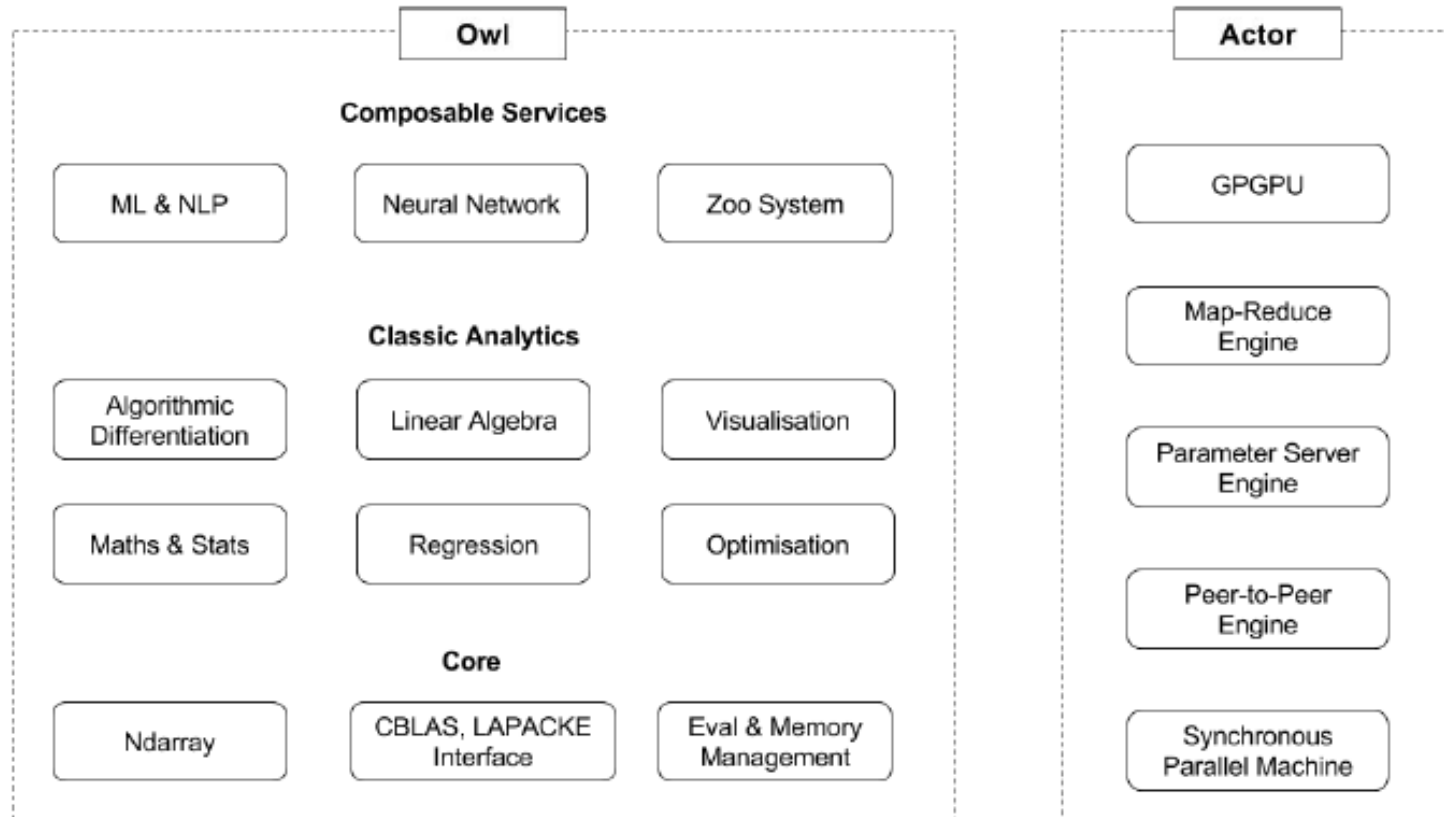 Owl
Composable Services
ML & NLP
Neural Network
Zoo System
Classic Analytics
Algorithmic
Differentiation
Linear Algebra
Visualisation
Maths & Stats
Regression
Optimisation
Core
Ndarray
CBLAS, LAPACKE
Interface
Eval & Memory
Management
Actor
GPGPU
Map-Reduce
Engine
Parameter Server
Engine
Peer-to-Peer
Engine
Synchronous
Parallel Machine